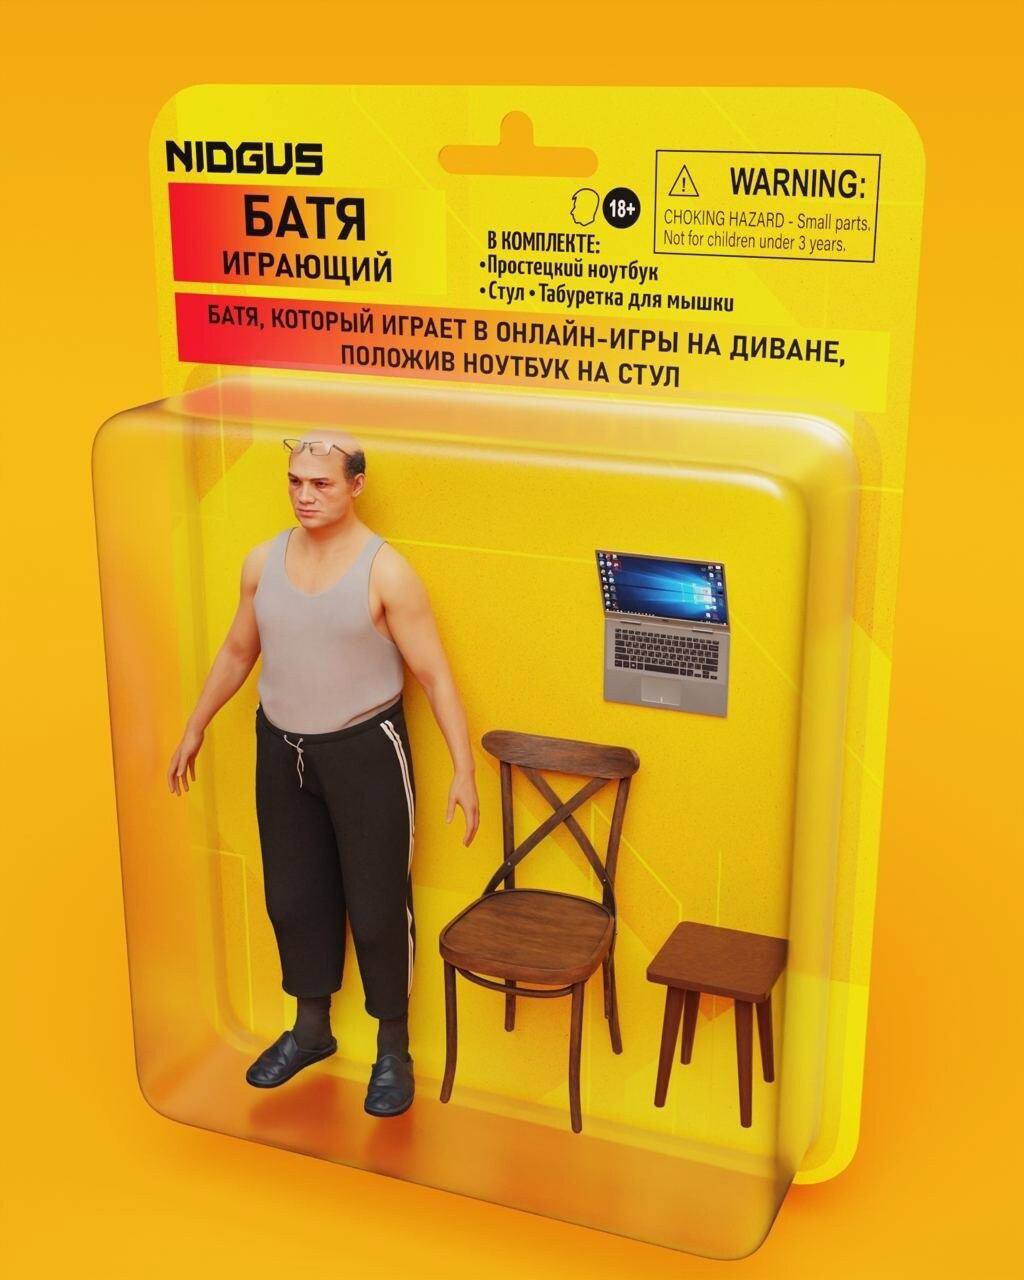 NIDGUS
БАТЯ
ИГРАЮЩИЙ
18+
В КОМПЛЕКТЕ:
•Простецкий ноутбук
•Стул •Табуретка для мышки
WARNING:
CHOKING HAZARD - Small parts.
Not for children under 3 years.
БАТЯ, КОТОРЫЙ ИГРАЕТ В ОНЛАЙН-ИГРЫ НА ДИВАНЕ,
ПОЛОЖИВ НОУТБУК НА СТУЛ